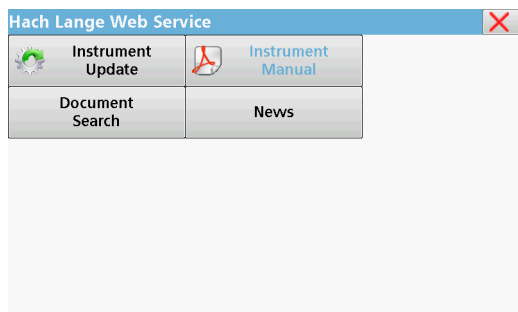 Hach Lange Web Service
Instrument
Update
Instrument
Manual
Document
Search
News